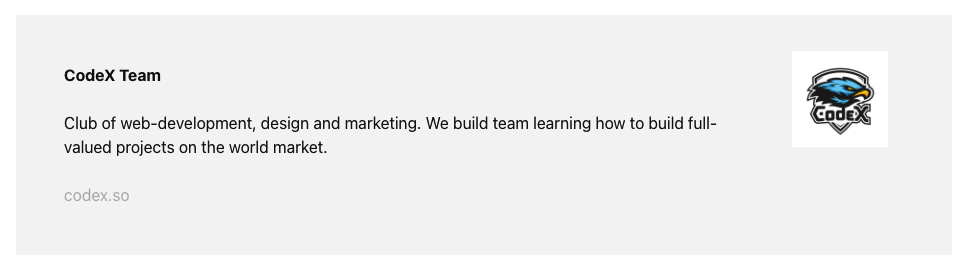 CodeX Team
Club of web-development, design and marketing. We build team learning how to build full-
valued projects on the world market.
codex.so
CodeX